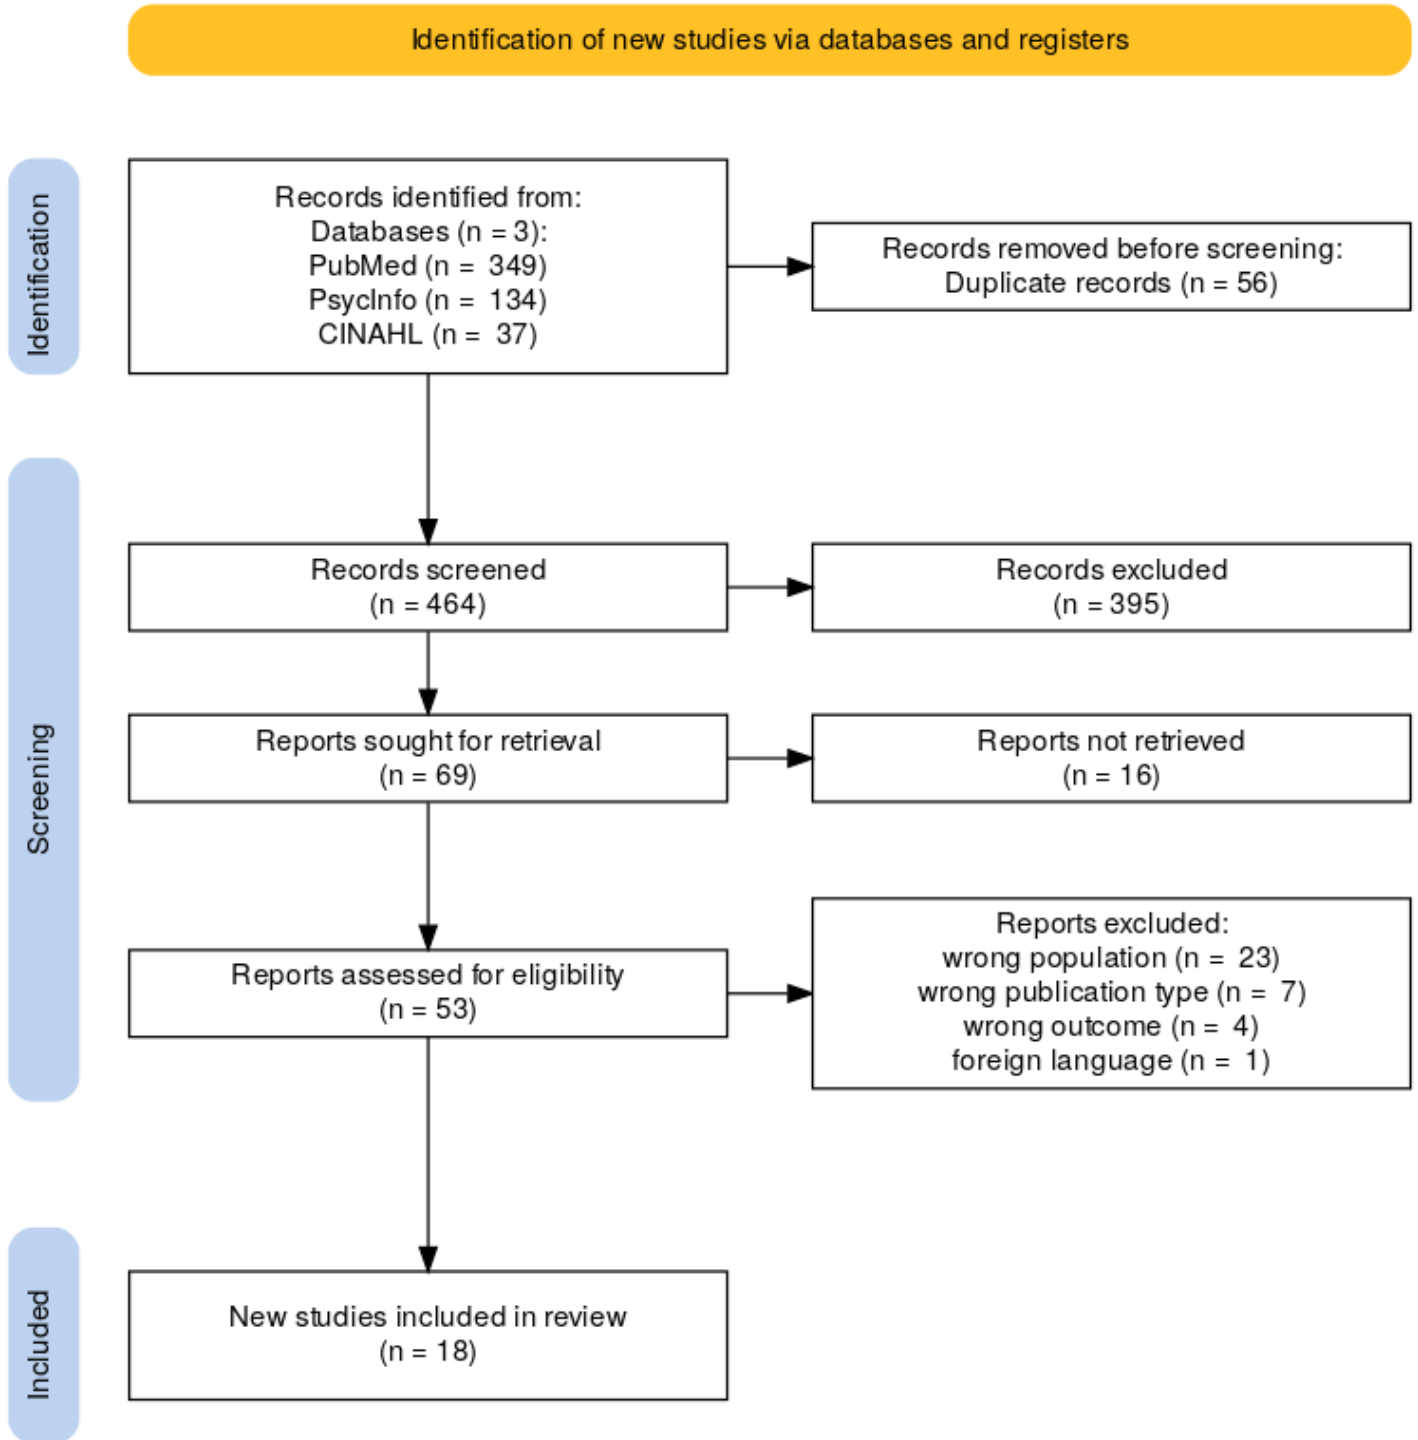 Identification of new studies via databases and registers
Identification
Records identified from:
Databases (n = 3):
PubMed (n = 349)
PsycInfo (n = 134)
CINAHL (n = 37)
Records removed before screening:
Duplicate records (n = 56)
Screening
Records screened
(n = 464)
Records excluded
(n = 395)
Reports sought for retrieval
(n = 69)
Reports not retrieved
(n = 16)
Reports assessed for eligibility
(n = 53)
Reports excluded:
wrong population (n = 23)
wrong publication type (n = 7)
wrong outcome (n = 4)
foreign language (n = 1)
Included
New studies included in review
(n = 18)